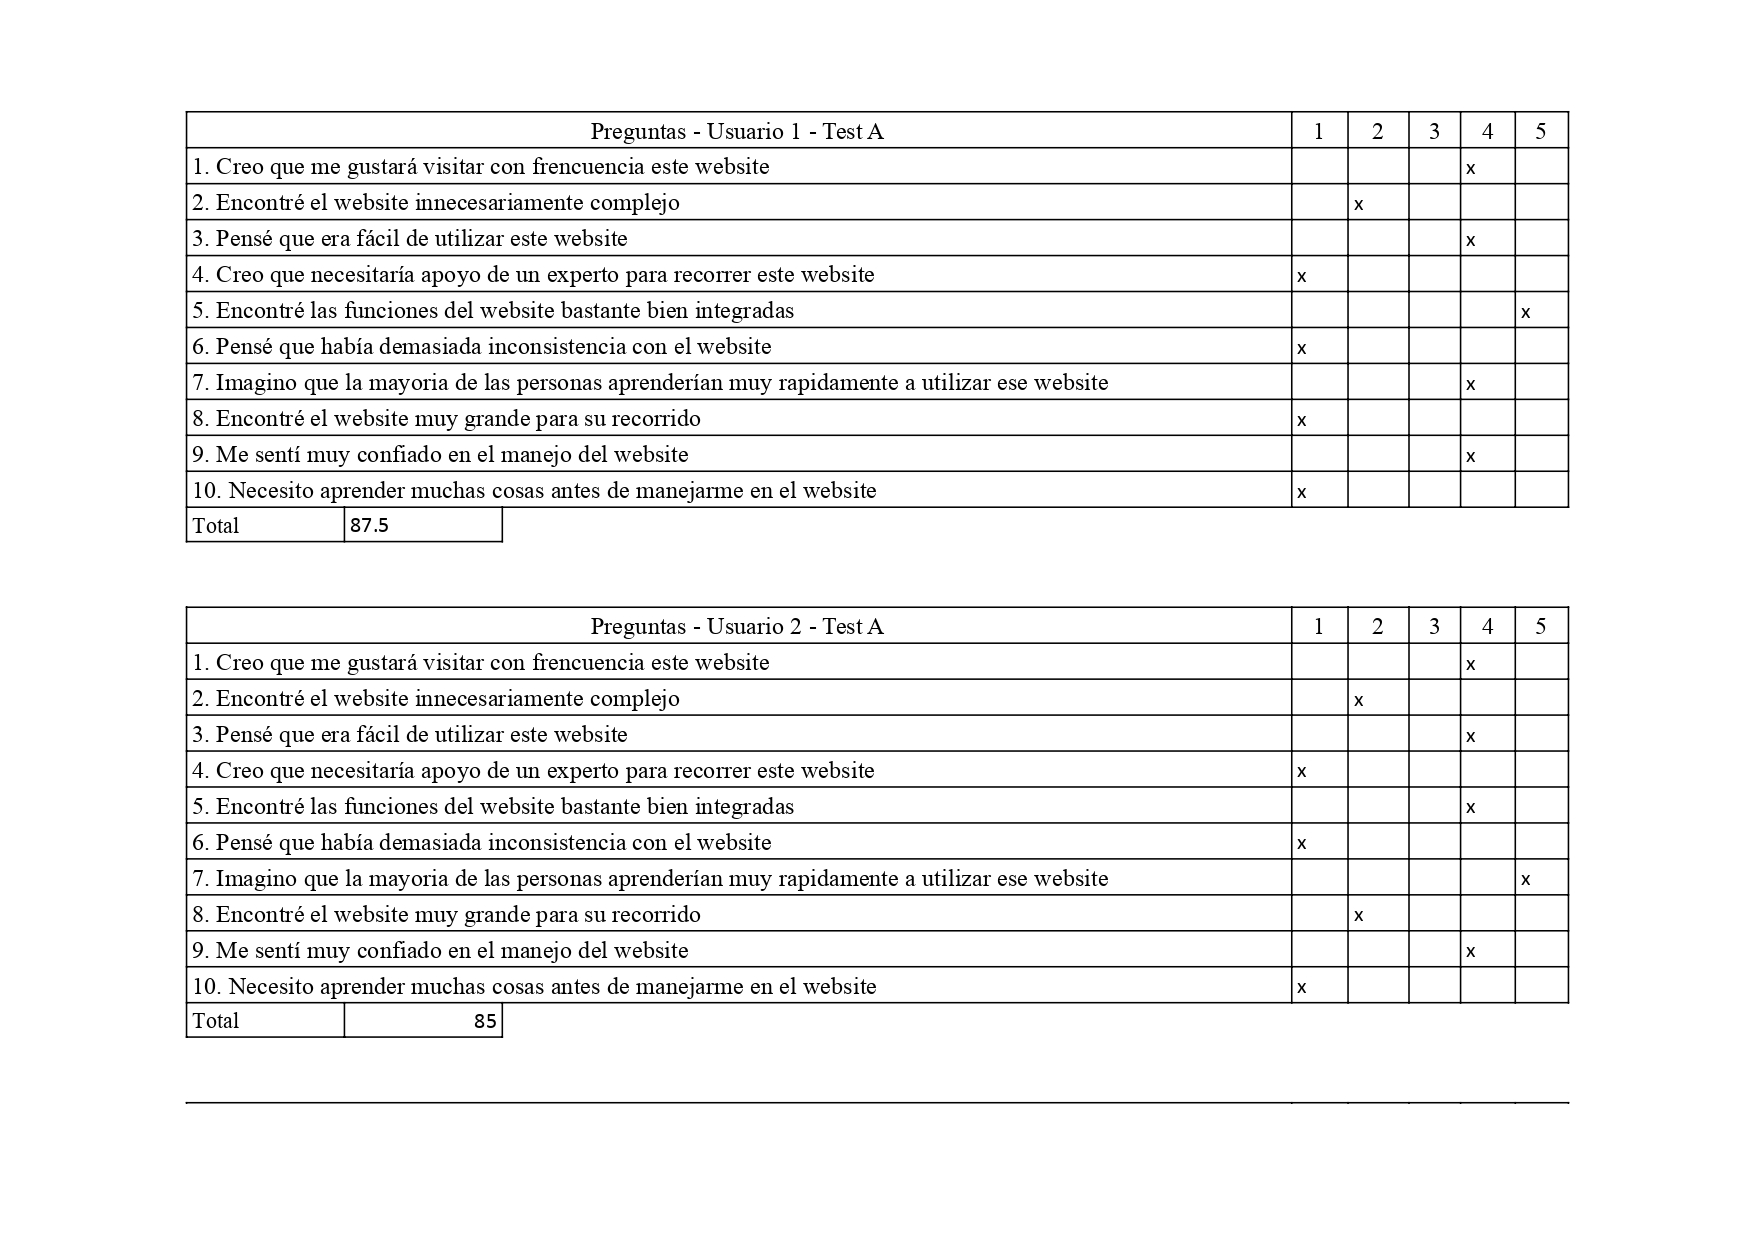 Preguntas - Usuario 1 - Test A 1 2 3 4 5
1. Creo que me gustará visitar con frencuencia este website x
2. Encontré el website innecesariamente complejo x
3. Pensé que era fácil de utilizar este website x
4. Creo que necesitaría apoyo de un experto para recorrer este website x
5. Encontré las funciones del website bastante bien integradas x
6. Pensé que había demasiada inconsistencia con el website x
7. Imagino que la mayoria de las personas aprenderían muy rapidamente a utilizar ese website x
8. Encontré el website muy grande para su recorrido x
9. Me sentí muy confiado en el manejo del website x
10. Necesito aprender muchas cosas antes de manejarme en el website x
Total 87.5
Preguntas - Usuario 2 - Test A 1 2 3 4 5
1. Creo que me gustará visitar con frencuencia este website x
2. Encontré el website innecesariamente complejo x
3. Pensé que era fácil de utilizar este website x
4. Creo que necesitaría apoyo de un experto para recorrer este website x
5. Encontré las funciones del website bastante bien integradas x
6. Pensé que había demasiada inconsistencia con el website x
7. Imagino que la mayoria de las personas aprenderían muy rapidamente a utilizar ese website x
8. Encontré el website muy grande para su recorrido x
9. Me sentí muy confiado en el manejo del website x
10. Necesito aprender muchas cosas antes de manejarme en el website x
Total 85